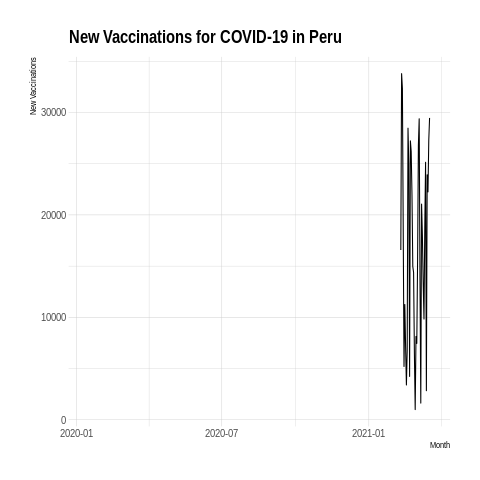 New Vaccinations for COVID-19 in Peru
New Vaccinations
30000
20000
10000
0
2020-01 2020-07 2021-01
Month